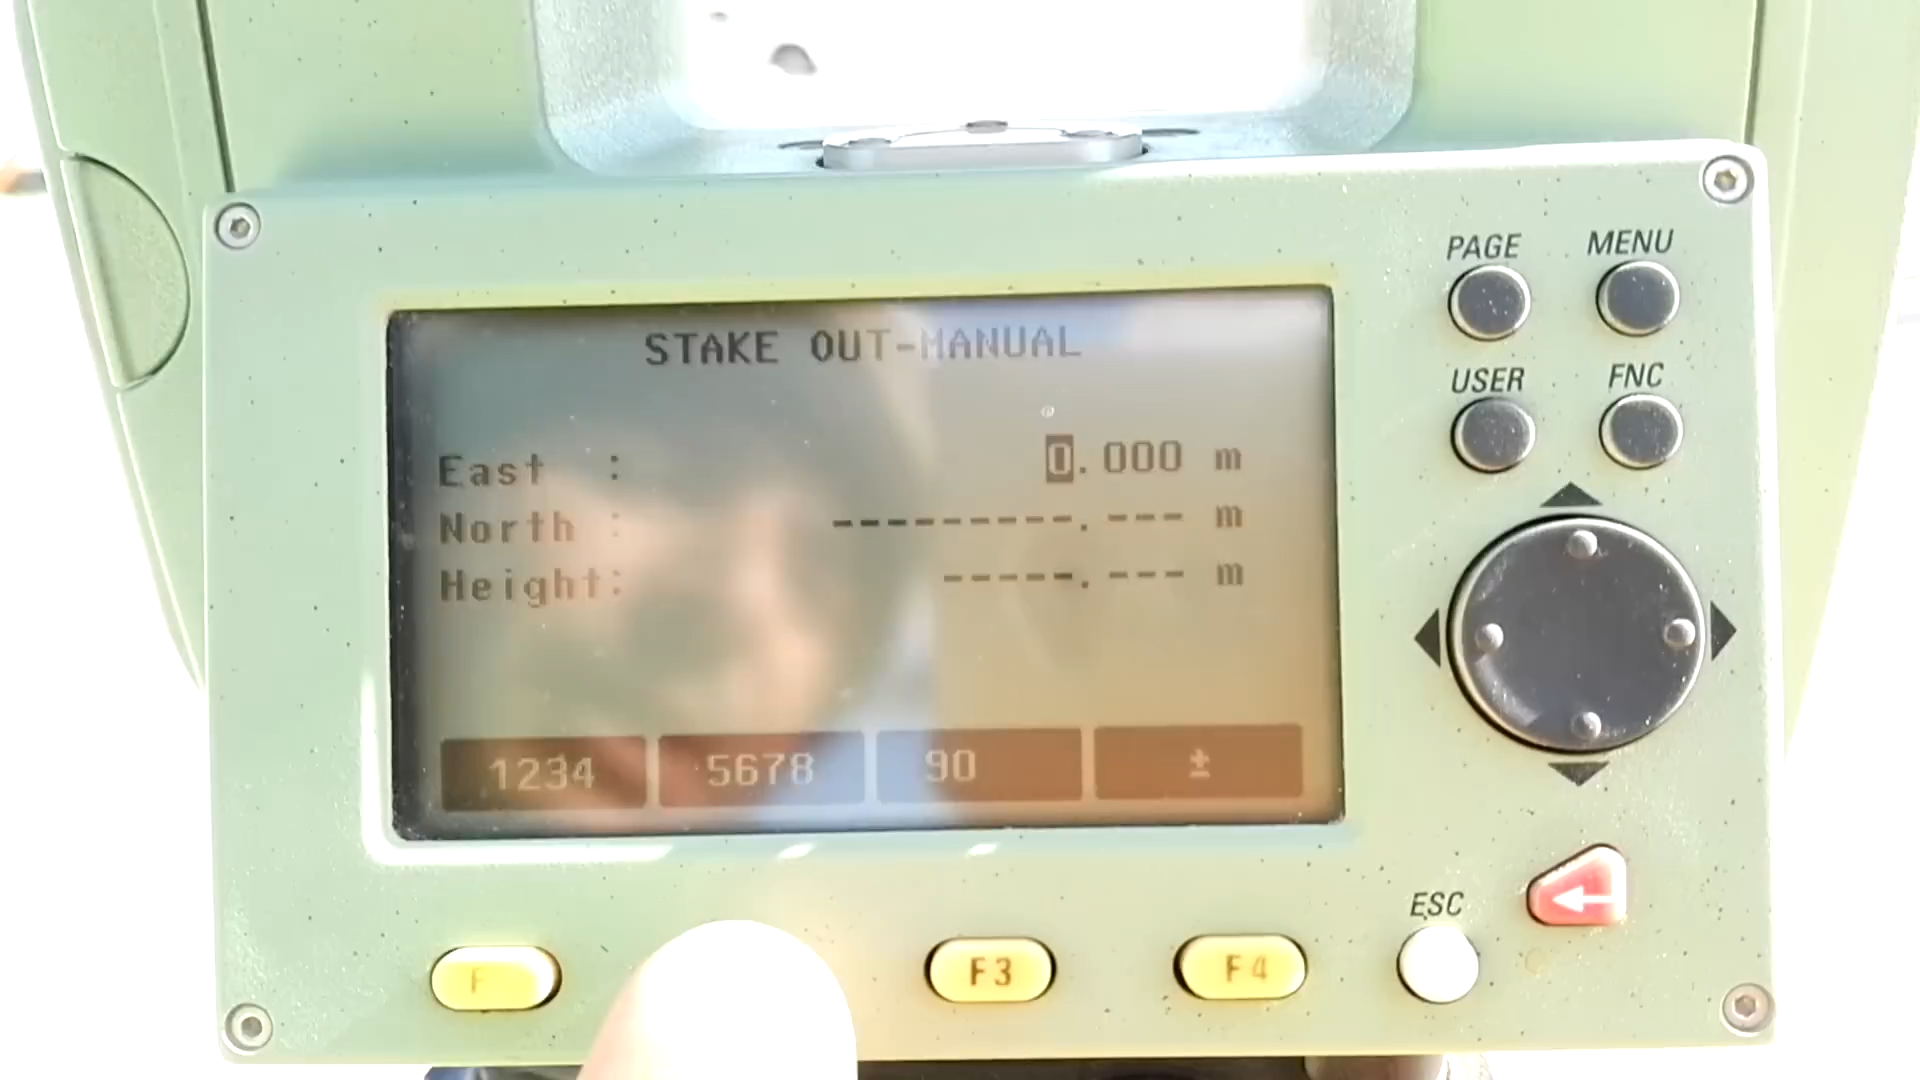 PAGE MENU
STAKE OUT-MANUAL
USER FNC
East : 0.000 m
North : ---------.--- m
Height: -----.--- m
1234 5678 90 ±
ESC
F F3 F4